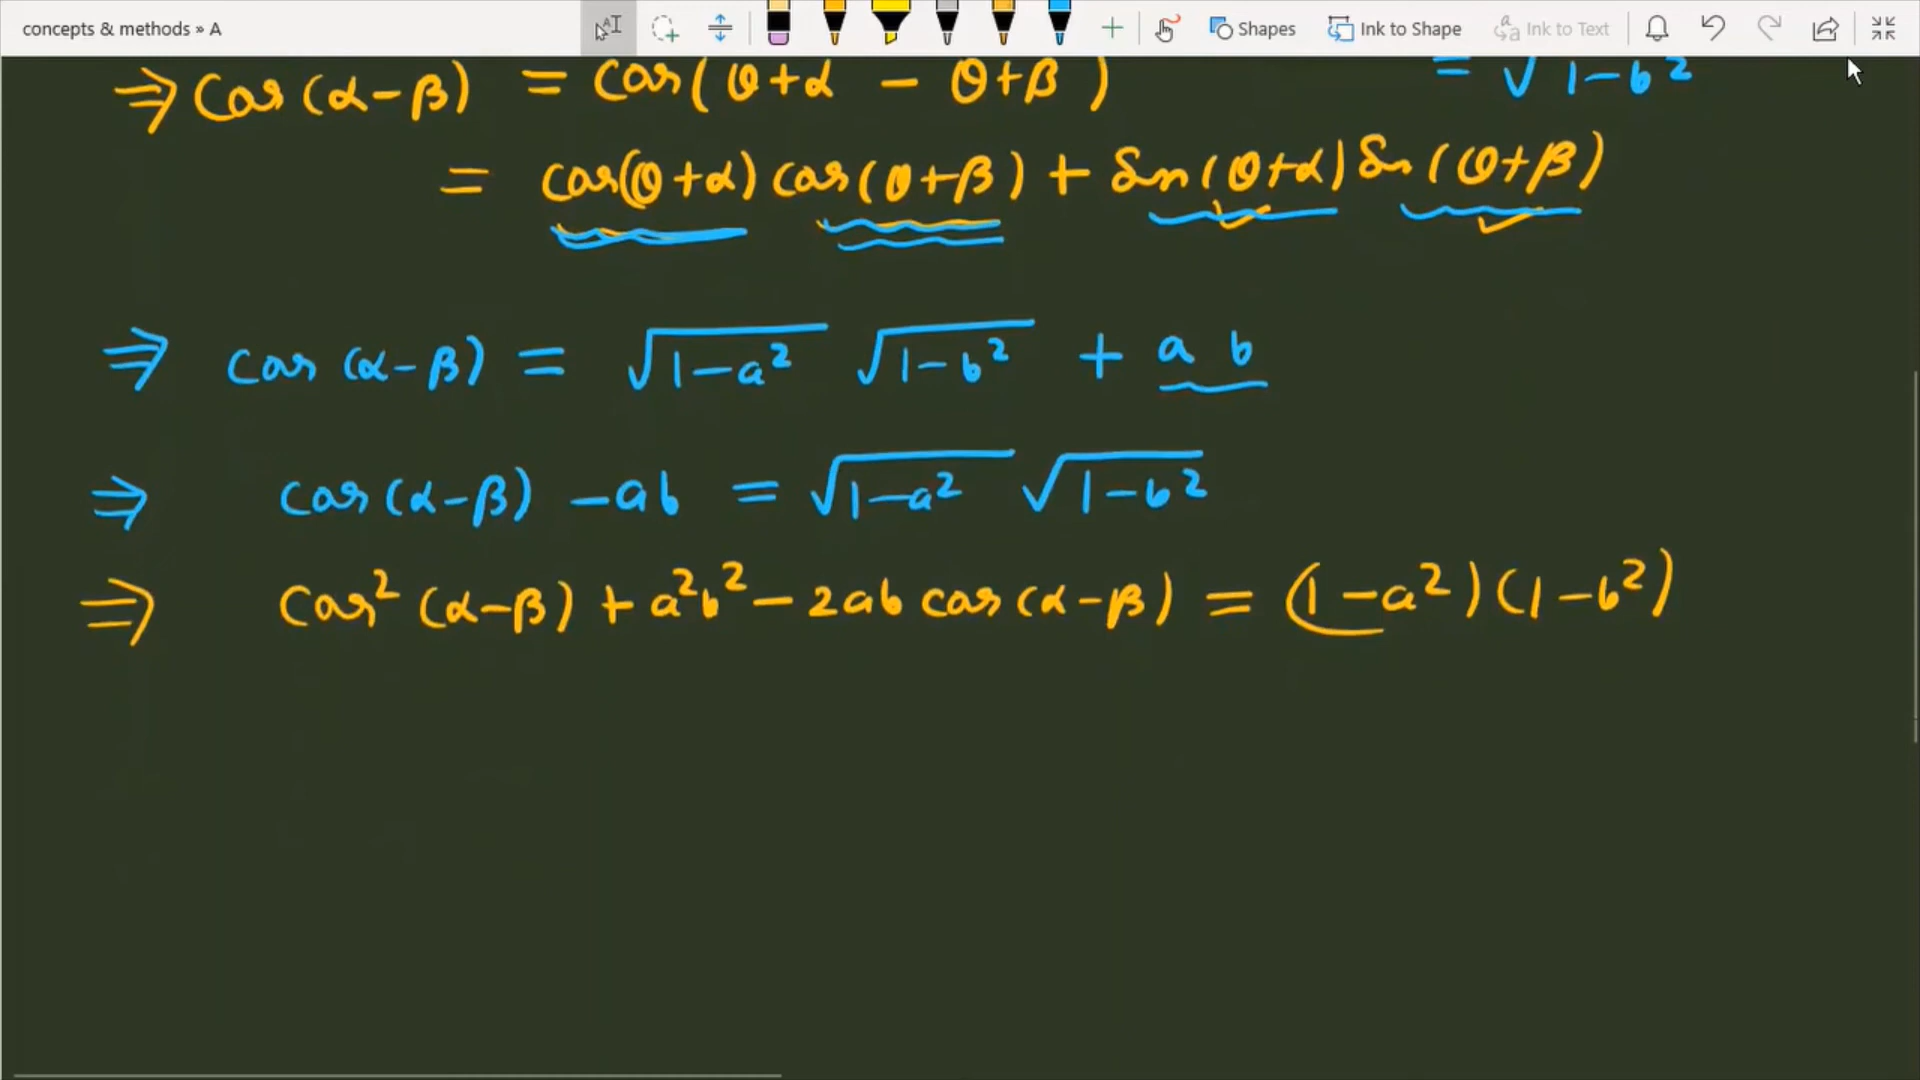 concepts & methods » A
Shapes
Ink to Shape
Ink to Text
⇒ Cos (α-β) = Cos ( θ+α - θ+β )
= √ 1-b²
= cos(θ+α) cos (θ+β) + Sin (θ+α) Sin (θ+β)
⇒ cos (α-β) = √1-a² √1-b² + a b
⇒ cos (α-β) -ab = √1-a² √1-b²
⇒ Cos² (α-β) + a²b² - 2ab cos (α-β) = (1-a²) (1-b²)